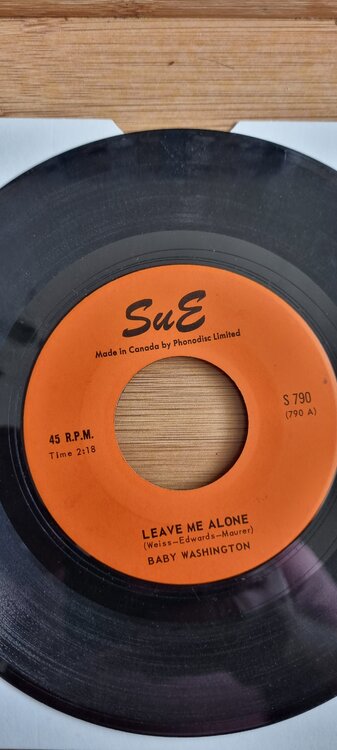 SuE
Made in Canada by Phonodisc Limited
S 790
(790 A)
45 R.P.M.
Time 2:18
LEAVE ME ALONE
(Weiss—Edwards—Maurer)
BABY WASHINGTON